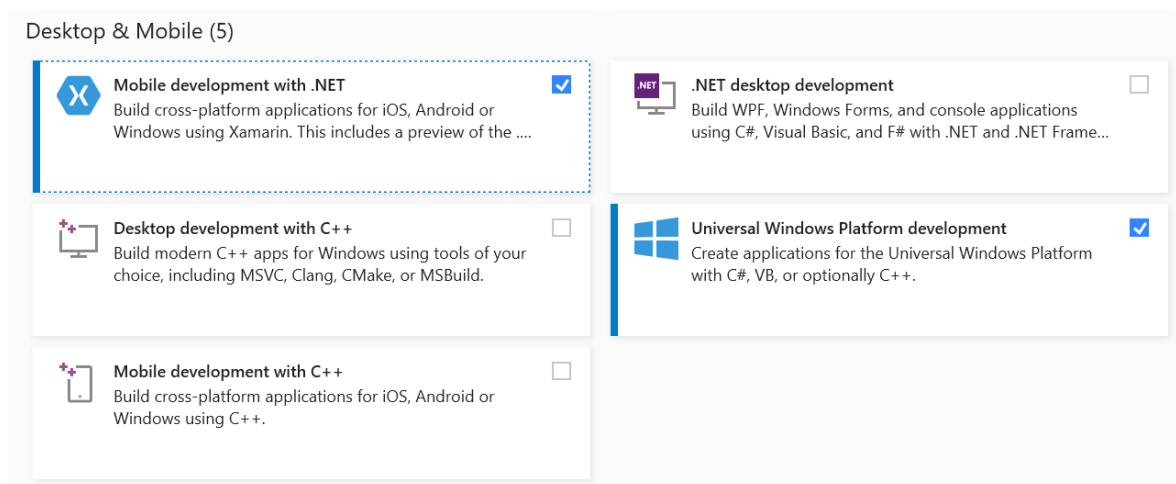 Desktop & Mobile (5)
Mobile development with .NET
Build cross-platform applications for iOS, Android or
Windows using Xamarin. This includes a preview of the ....
.NET
.NET desktop development
Build WPF, Windows Forms, and console applications
using C#, Visual Basic, and F# with .NET and .NET Frame...
Desktop development with C++
Build modern C++ apps for Windows using tools of your
choice, including MSVC, Clang, CMake, or MSBuild.
Universal Windows Platform development
Create applications for the Universal Windows Platform
with C#, VB, or optionally C++.
Mobile development with C++
Build cross-platform applications for iOS, Android or
Windows using C++.